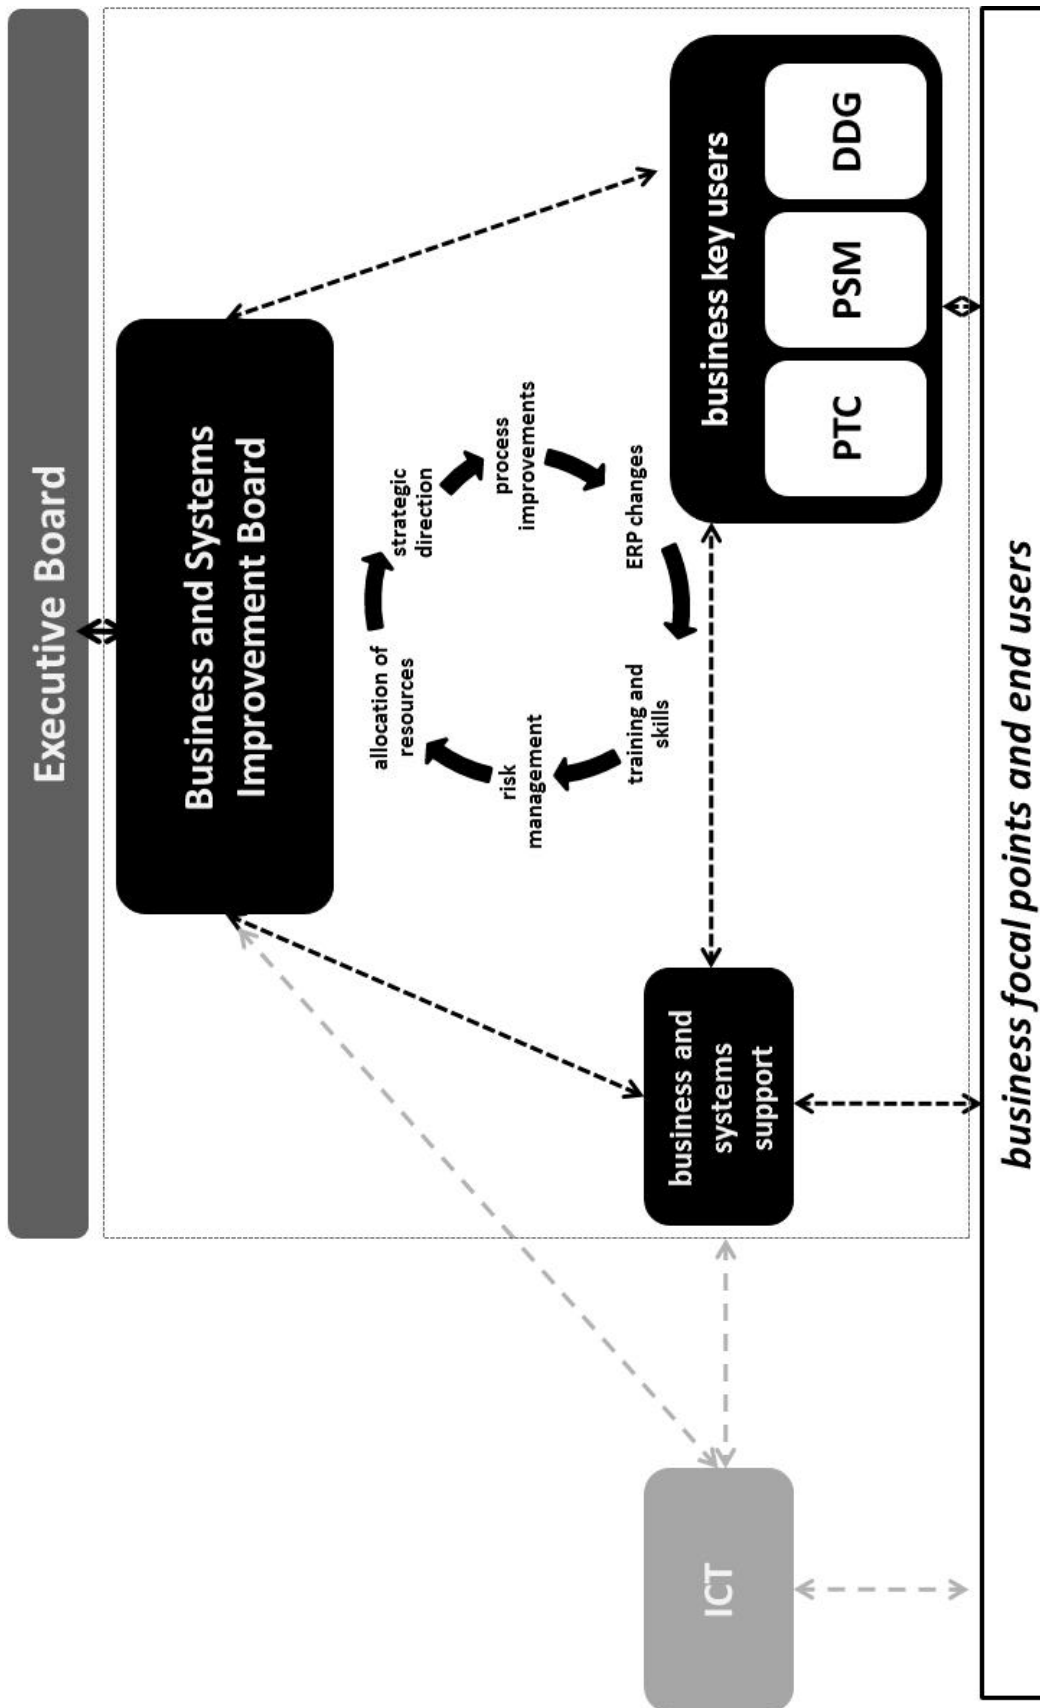 Executive Board
Business and Systems
Improvement Board
allocation of
resources
strategic
direction
process
improvements
ERP changes
training and
skills
risk
management
ICT
business and
systems
support
business key users
PTC
PSM
DDG
business focal points and end users